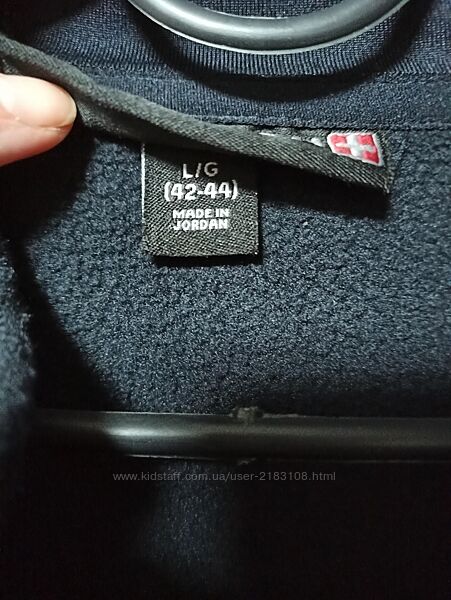 L/G
(42-44)
MADE IN
JORDAN
www.kidstaff.com.ua/user-2183108.html